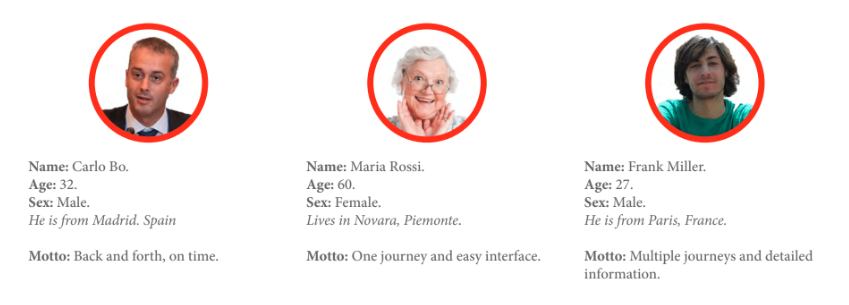 Name: Carlo Bo.
Age: 32.
Sex: Male.
He is from Madrid. Spain
Motto: Back and forth, on time.
Name: Maria Rossi.
Age: 60.
Sex: Female.
Lives in Novara, Piemonte.
Motto: One journey and easy interface.
Name: Frank Miller.
Age: 27.
Sex: Male.
He is from Paris, France.
Motto: Multiple journeys and detailed
information.